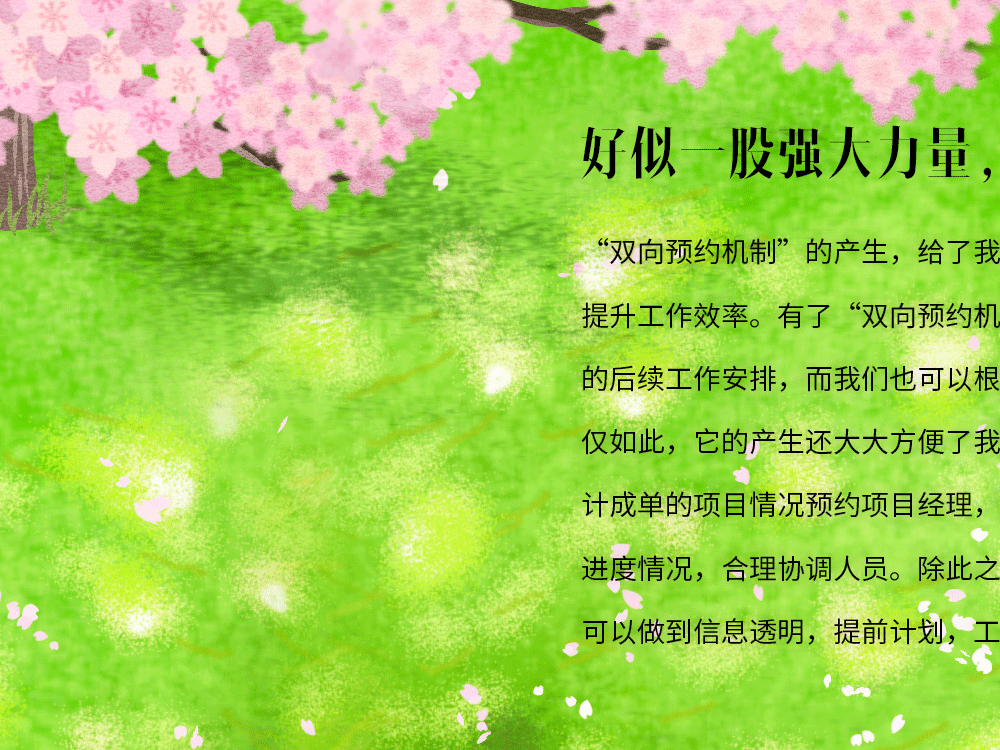 好似一股强大力量，
“双向预约机制”的产生，给了我
提升工作效率。有了“双向预约机
的后续工作安排，而我们也可以根
仅如此，它的产生还大大方便了我
计成单的项目情况预约项目经理，
进度情况，合理协调人员。除此之
可以做到信息透明，提前计划，工